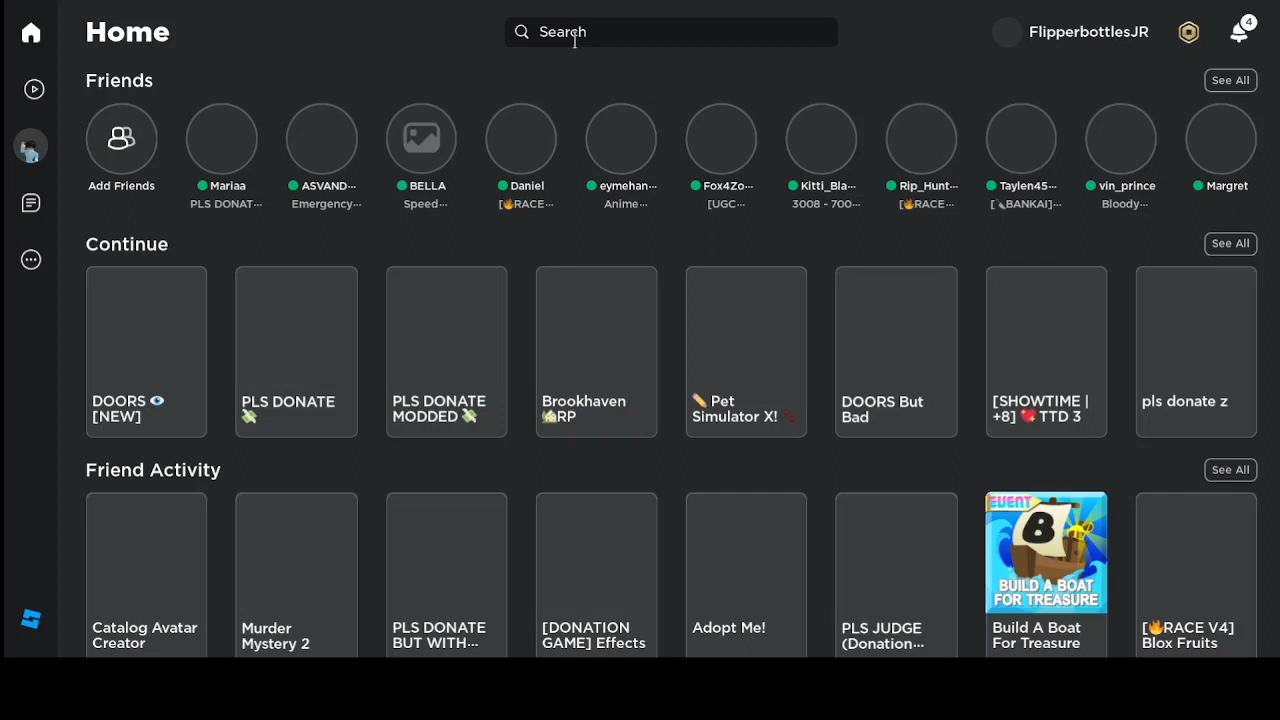 Home
Search
FlipperbottlesJR
4
Friends
See All
Add Friends
Mariaa
PLS DONAT...
ASVAND...
Emergency...
BELLA
Speed...
Daniel
[🔥RACE...
eymehan...
Anime...
Fox4Zo...
[UGC...
Kitti_Bla...
3008 - 700...
Rip_Hunt...
[🔥RACE...
Taylen45...
[🔪BANKAI]...
vin_prince
Bloody...
Margret
Continue
See All
DOORS 👁️
[NEW]
PLS DONATE
💸
PLS DONATE
MODDED 💸
Brookhaven
🏡RP
✏️ Pet
Simulator X!
DOORS But
Bad
[SHOWTIME |
+8] 💖 TTD 3
pls donate z
Friend Activity
See All
Catalog Avatar
Creator
Murder
Mystery 2
PLS DONATE
BUT WITH...
[DONATION
GAME] Effects
Adopt Me!
PLS JUDGE
(Donation...
EVENT
B
BUILD A BOAT
FOR TREASURE
Build A Boat
For Treasure
[🔥RACE V4]
Blox Fruits